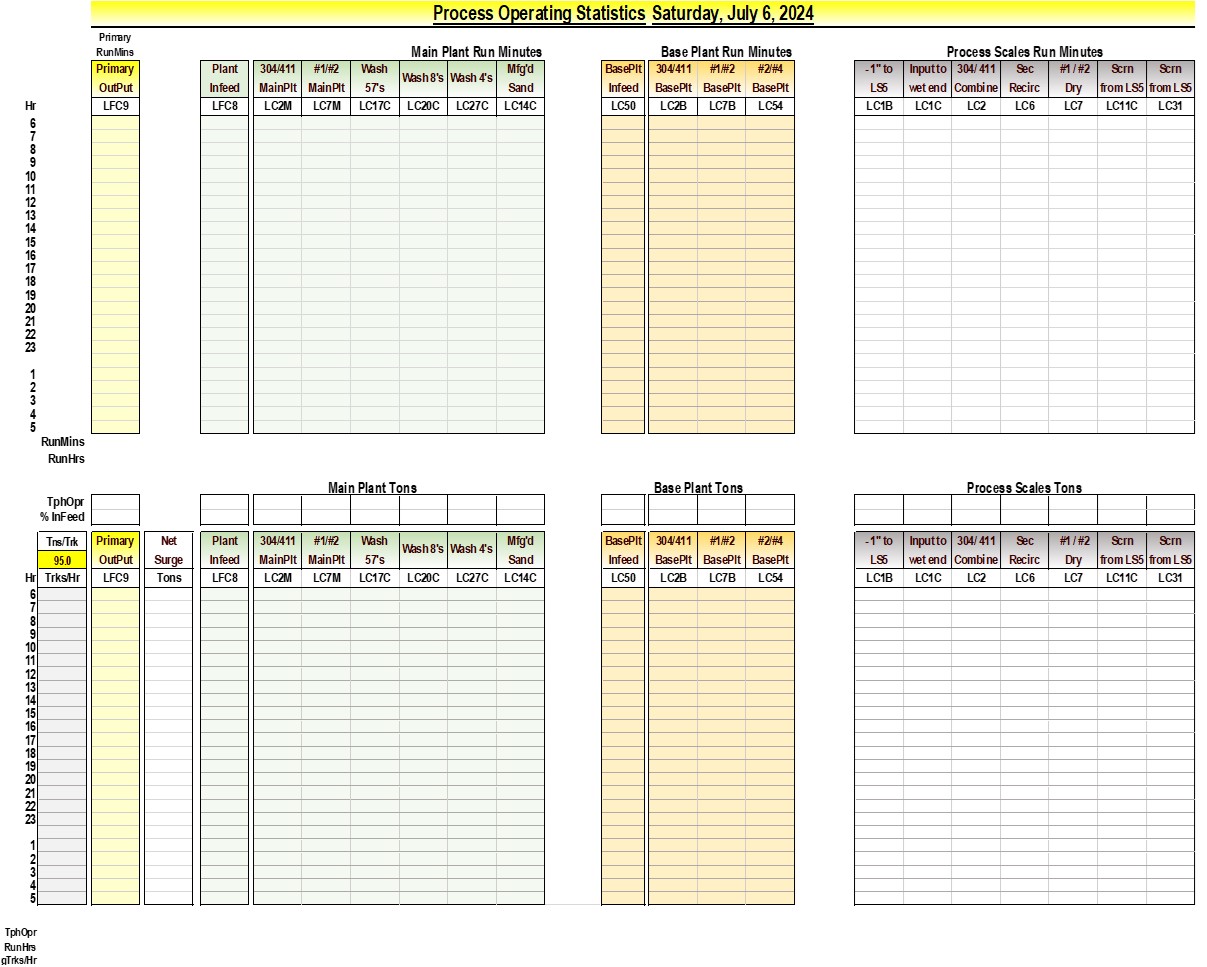 Process Operating Statistics Saturday, July 6, 2024
Primary
RunMins Main Plant Run Minutes Base Plant Run Minutes Process Scales Run Minutes
Primary Plant 304/411 #1/#2 Wash Wash 8's Wash 4's Mfg'd BasePlt 304/411 #1/#2 #2/#4 -1" to Input to 304/ 411 Sec #1 / #2 Scrn Scrn
OutPut Infeed MainPlt MainPlt 57's Sand Infeed BasePlt BasePlt BasePlt LS5 wet end Combine Recirc Dry from LS5 from LS5
Hr LFC9 LFC8 LC2M LC7M LC17C LC20C LC27C LC14C LC50 LC2B LC7B LC54 LC1B LC1C LC2 LC6 LC7 LC11C LC31
6
7
8
9
10
11
12
13
14
15
16
17
18
19
20
21
22
23
1
2
3
4
5
RunMins
RunHrs
Main Plant Tons Base Plant Tons Process Scales Tons
TphOpr
% InFeed
Tns/Trk Primary Net Plant 304/411 #1/#2 Wash Wash 8's Wash 4's Mfg'd BasePlt 304/411 #1/#2 #2/#4 -1" to Input to 304/ 411 Sec #1 / #2 Scrn Scrn
95.0 OutPut Surge Infeed MainPlt MainPlt 57's Sand Infeed BasePlt BasePlt BasePlt LS5 wet end Combine Recirc Dry from LS5 from LS5
Hr Trks/Hr LFC9 Tons LFC8 LC2M LC7M LC17C LC20C LC27C LC14C LC50 LC2B LC7B LC54 LC1B LC1C LC2 LC6 LC7 LC11C LC31
6
7
8
9
10
11
12
13
14
15
16
17
18
19
20
21
22
23
1
2
3
4
5
TphOpr
RunHrs
gTrks/Hr